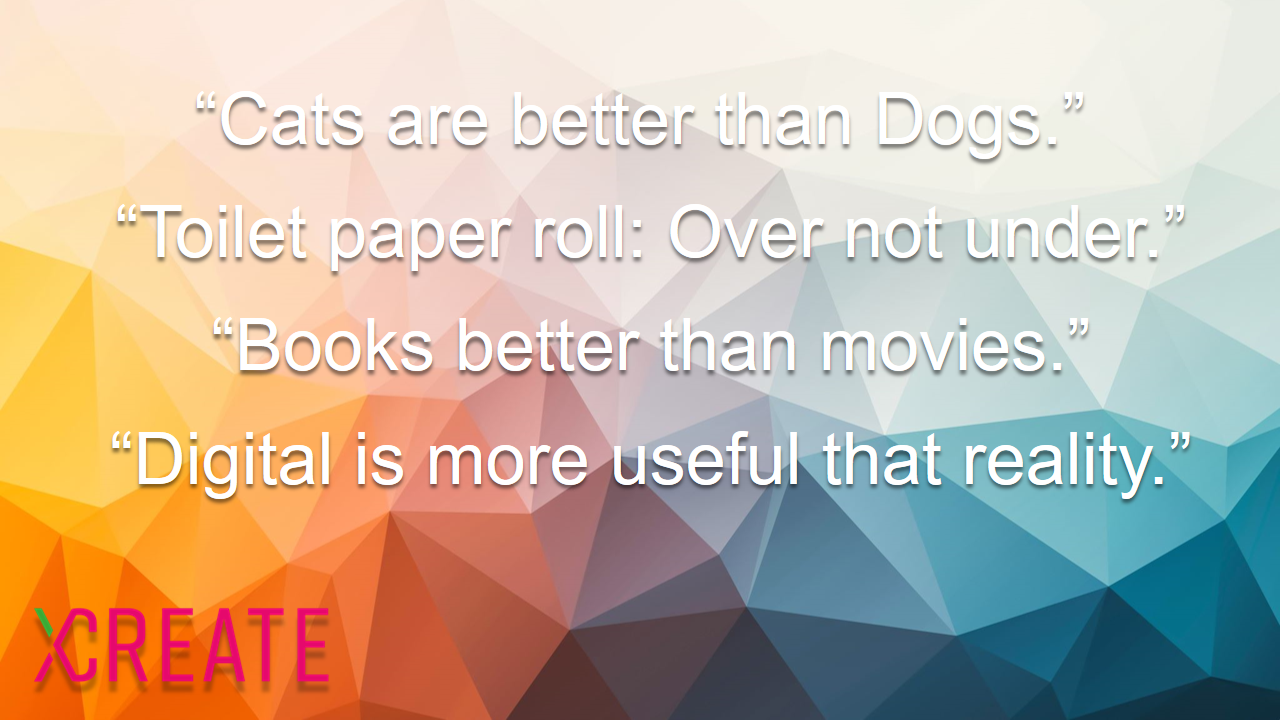 “Cats are better than Dogs.”
“Toilet paper roll: Over not under.”
“Books better than movies.”
“Digital is more useful that reality.”
XCREATE